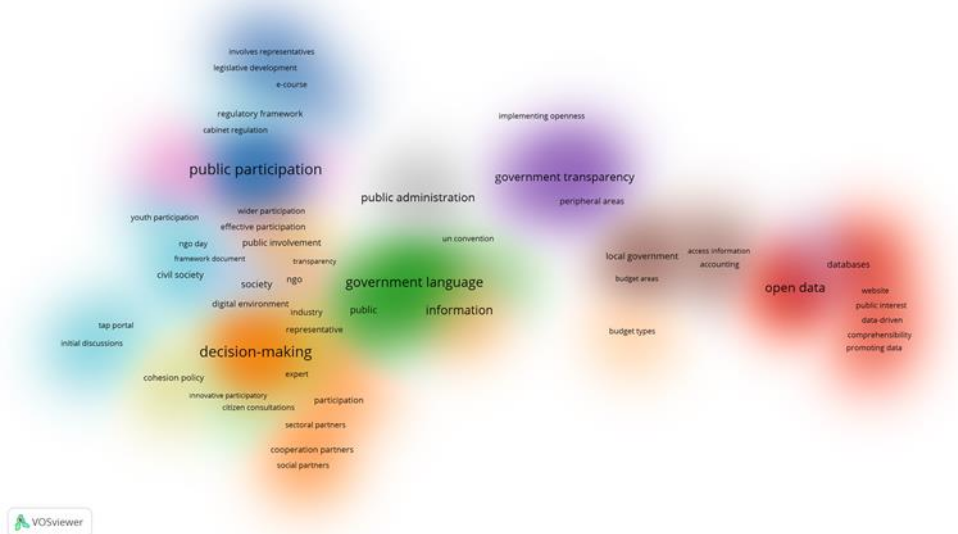 involves representatives
legislative development
e-course
regulatory framework
cabinet regulation
public participation
implementing openness
government transparency
peripheral areas
public administration
youth participation
wider participation
effective participation
ngo day
public involvement
framework document
transparency
civil society
society
ngo
un convention
government language
public
information
digital environment
industry
representative
local government
access information
accounting
budget areas
budget types
open data
databases
website
public interest
data-driven
comprehensibility
promoting data
tap portal
initial discussions
decision-making
cohesion policy
expert
innovative participatory
citizen consultations
participation
sectoral partners
cooperation partners
social partners
VOSviewer